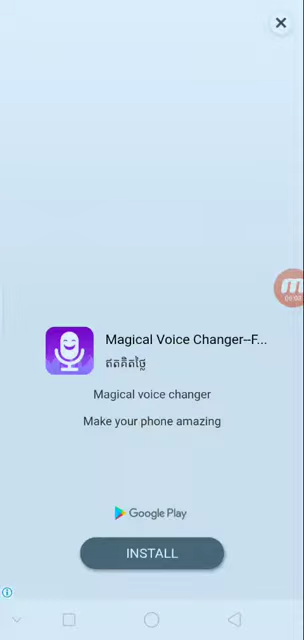 Magical Voice Changer--F...
ឥតគិតថ្លៃ
Magical voice changer
Make your phone amazing
Google Play
INSTALL